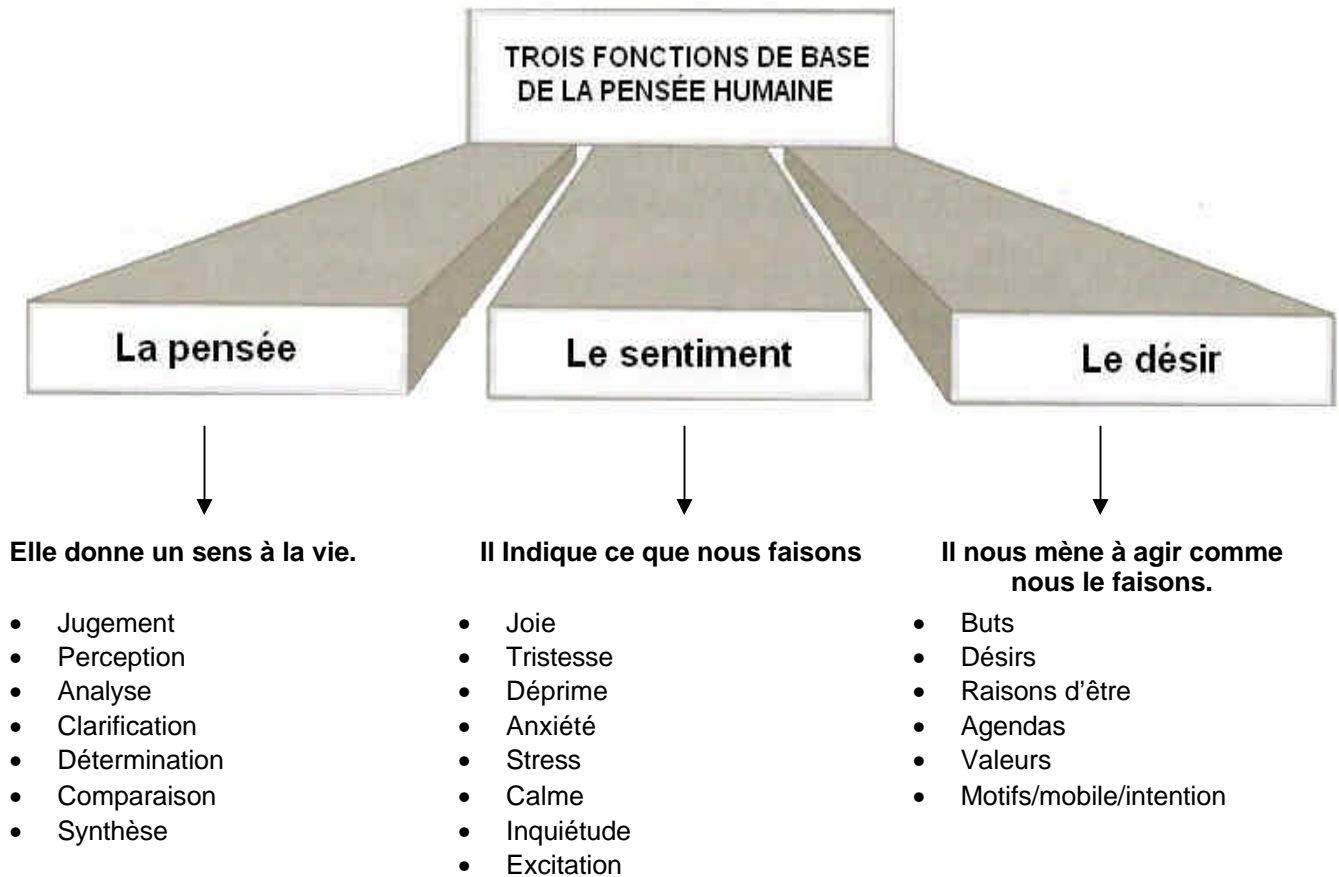 TROIS FONCTIONS DE BASE
DE LA PENSÉE HUMAINE
La pensée
Le sentiment
Le désir
Elle donne un sens à la vie.
Il Indique ce que nous faisons
Il nous mène à agir comme
nous le faisons.
• Jugement
• Perception
• Analyse
• Clarification
• Détermination
• Comparaison
• Synthèse
• Joie
• Tristesse
• Déprime
• Anxiété
• Stress
• Calme
• Inquiétude
• Excitation
• Buts
• Désirs
• Raisons d'être
• Agendas
• Valeurs
• Motifs/mobile/intention